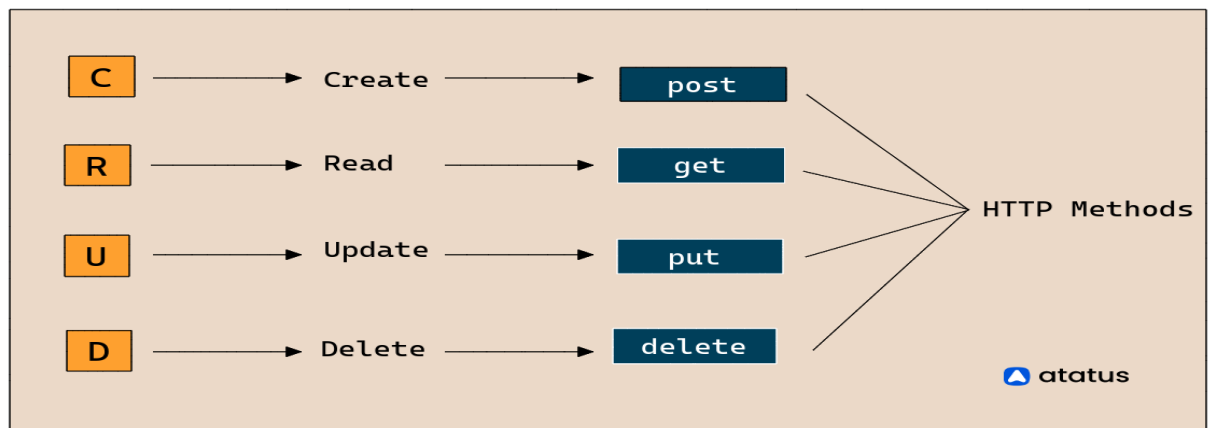 C Create post
R Read get
HTTP Methods
U Update put
D Delete delete
atatus